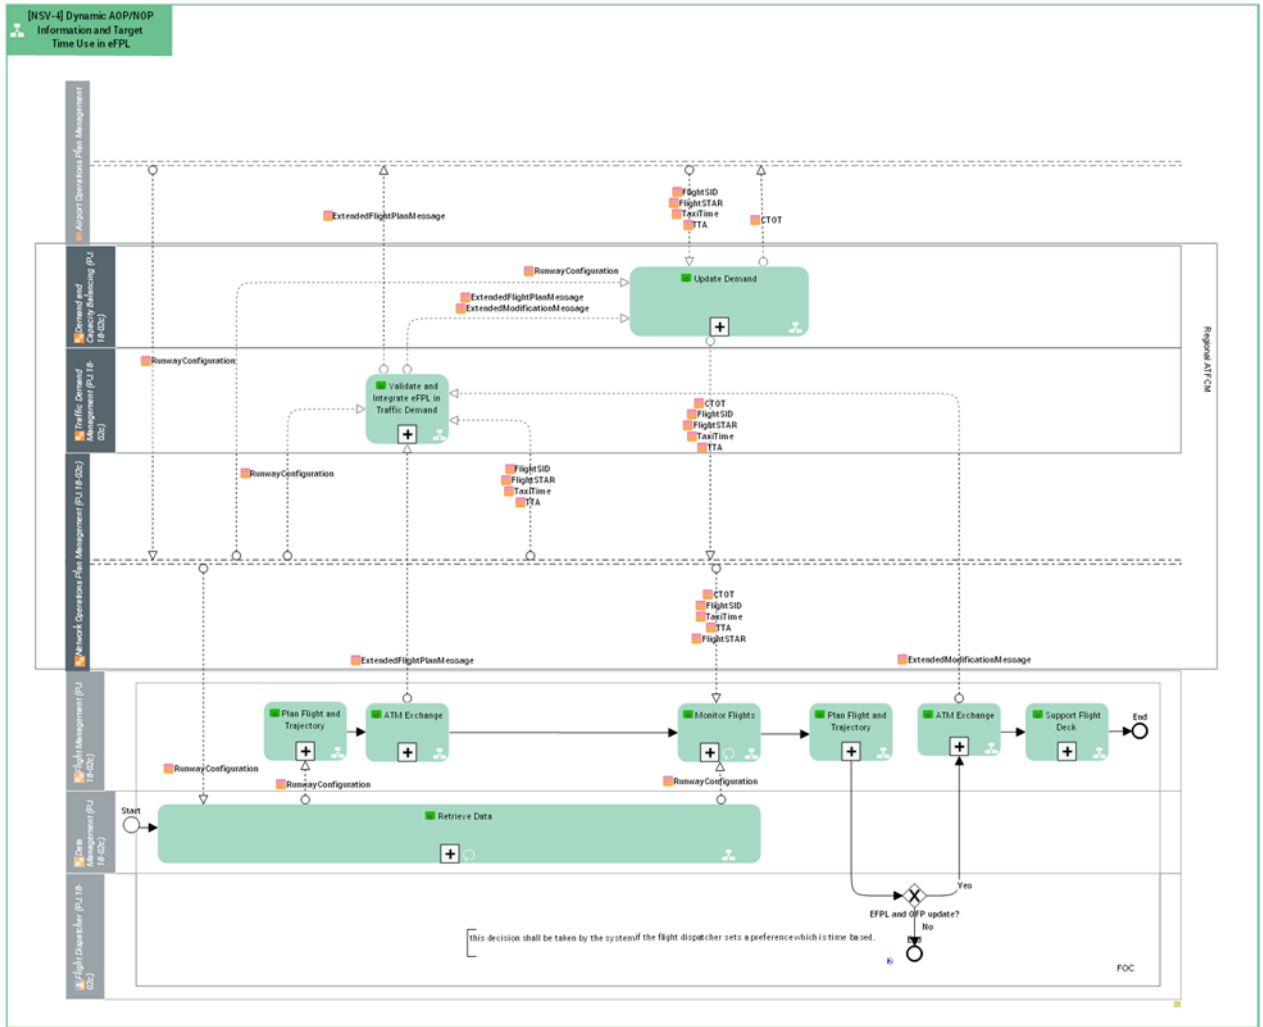 [NSV-4] Dynamic AOP/NOP
Information and Target
Time Use in eFPL
Airport Operations Plan Management
ExtendedFlightPlanMessage
FlightSID
FlightSTAR
TaxiTime
TTA
CTOT
Demand and
Capacity Balancing (PJ.
18-02c)
RunwayConfiguration
ExtendedFlightPlanMessage
ExtendedModificationMessage
Update Demand
Regional ATFCM
Traffic Demand
Management (PJ.18-
02c)
RunwayConfiguration
Validate and
Integrate eFPL in
Traffic Demand
CTOT
FlightSID
FlightSTAR
TaxiTime
TTA
Network Operations Plan Management (PJ.18-02c)
RunwayConfiguration
FlightSID
FlightSTAR
TaxiTime
TTA
CTOT
FlightSID
TaxiTime
TTA
FlightSTAR
ExtendedFlightPlanMessage
ExtendedModificationMessage
Flight Management (PJ.
18-02c)
Plan Flight and
Trajectory
ATM Exchange
Monitor Flights
Plan Flight and
Trajectory
ATM Exchange
Support Flight
Deck
End
RunwayConfiguration
RunwayConfiguration
RunwayConfiguration
Data
Management (PJ.
18-02c)
Start
Retrieve Data
Flight Dispatcher (PJ.18-
02c)
Yes
EFPL and OFP update?
No
End
this decision shall be taken by the system if the flight dispatcher sets a preference which is time based.
FOC